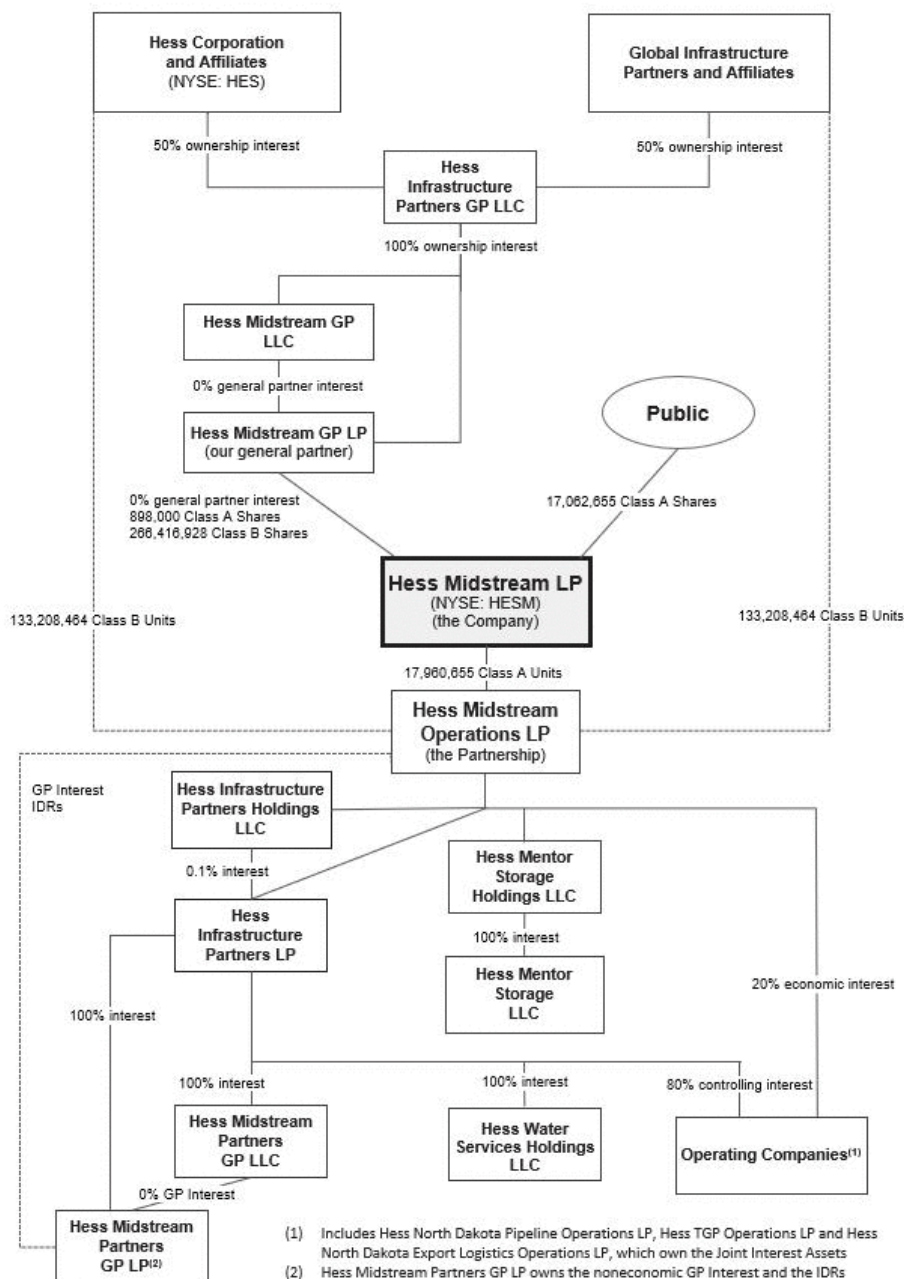 Hess Corporation
and Affiliates
(NYSE: HES)
Global Infrastructure
Partners and Affiliates
50% ownership interest
50% ownership interest
Hess
Infrastructure
Partners GP LLC
100% ownership interest
Hess Midstream GP
LLC
0% general partner interest
Hess Midstream GP LP
(our general partner)
Public
0% general partner interest
898,000 Class A Shares
266,416,928 Class B Shares
17,062,655 Class A Shares
Hess Midstream LP
(NYSE: HESM)
(the Company)
133,208,464 Class B Units
133,208,464 Class B Units
17,960,655 Class A Units
Hess Midstream
Operations LP
(the Partnership)
GP Interest
IDRs
Hess Infrastructure
Partners Holdings
LLC
0.1% interest
Hess Mentor
Storage
Holdings LLC
Hess
Infrastructure
Partners LP
100% interest
Hess Mentor
Storage
LLC
20% economic interest
100% interest
100% interest
100% interest
80% controlling interest
Hess Midstream
Partners
GP LLC
Hess Water
Services Holdings
LLC
Operating Companies(1)
0% GP Interest
Hess Midstream
Partners
GP LP(2)
(1) Includes Hess North Dakota Pipeline Operations LP, Hess TGP Operations LP and Hess
North Dakota Export Logistics Operations LP, which own the Joint Interest Assets
(2) Hess Midstream Partners GP LP owns the noneconomic GP Interest and the IDRs